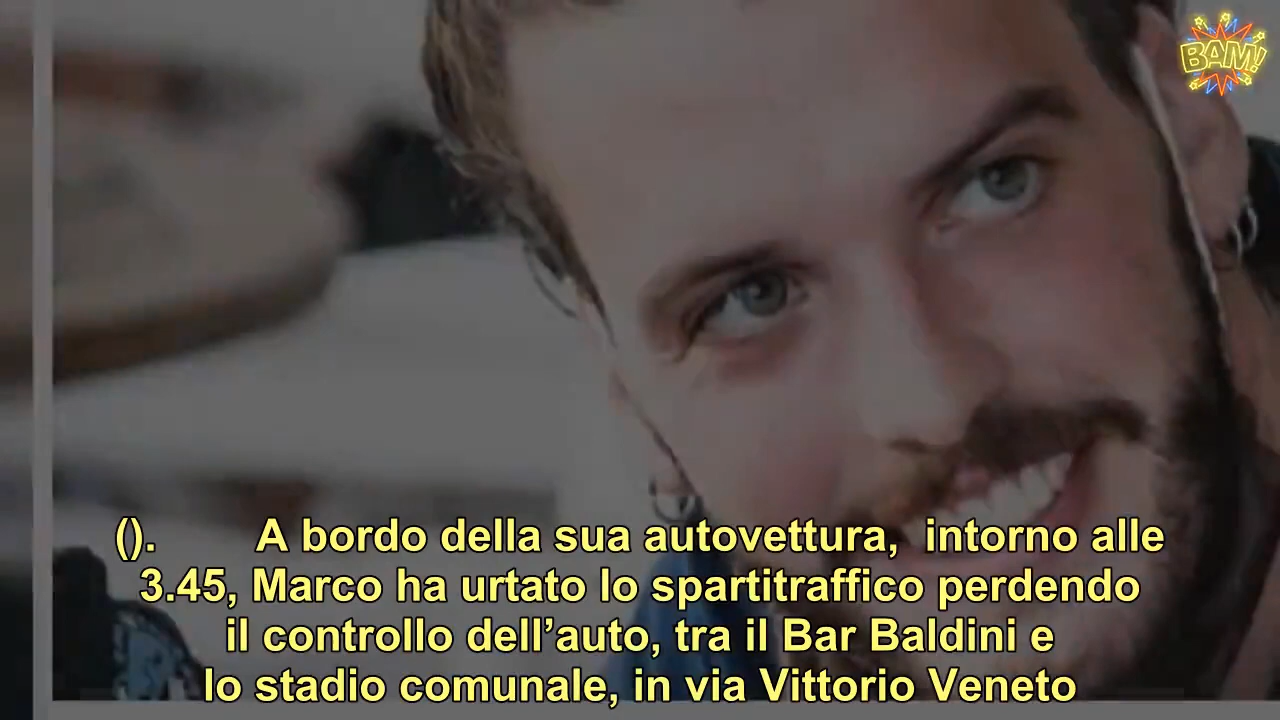 BAM!
(). A bordo della sua autovettura, intorno alle
3.45, Marco ha urtato lo spartitraffico perdendo
il controllo dell’auto, tra il Bar Baldini e
lo stadio comunale, in via Vittorio Veneto